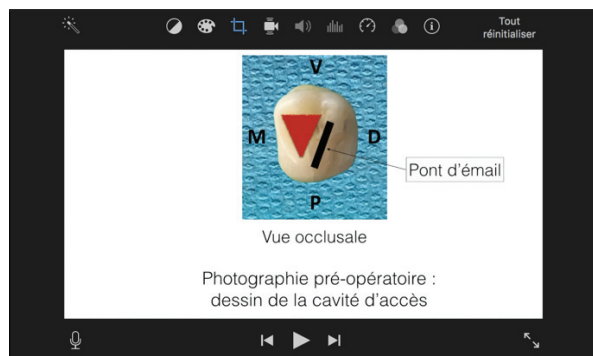 Tout
réinitialiser
V
M
D
Pont d'émail
P
Vue occlusale
Photographie pré-opératoire :
dessin de la cavité d'accès